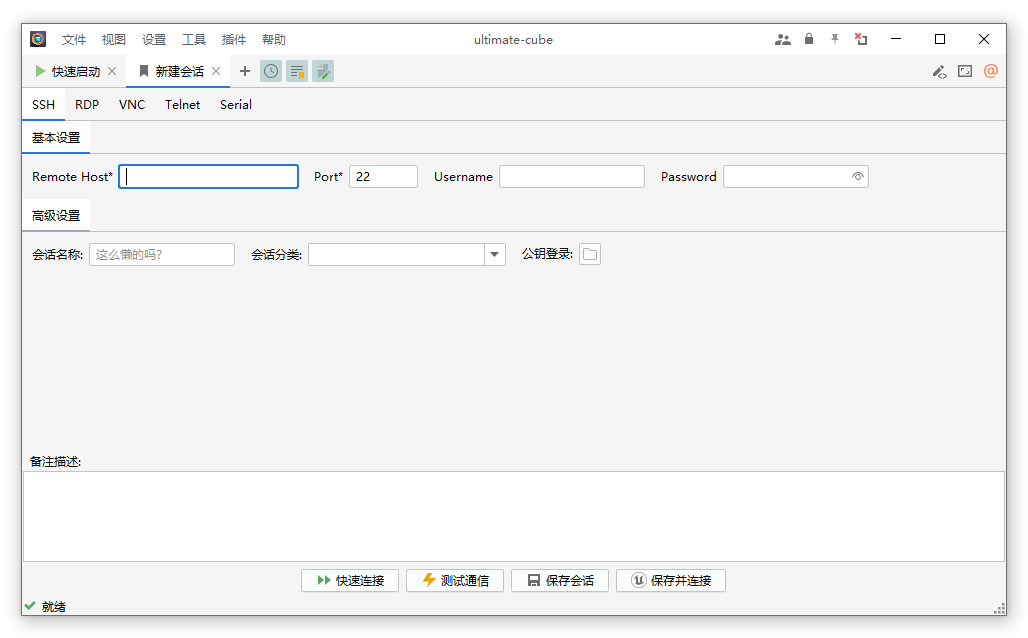 文件 视图 设置 工具 插件 帮助 ultimate-cube
快速启动 新建会话
SSH RDP VNC Telnet Serial
基本设置
Remote Host* Port* 22 Username Password
高级设置
会话名称: 这么懒的吗? 会话分类: 公钥登录:
备注描述:
快速连接 测试通信 保存会话 保存并连接
就绪